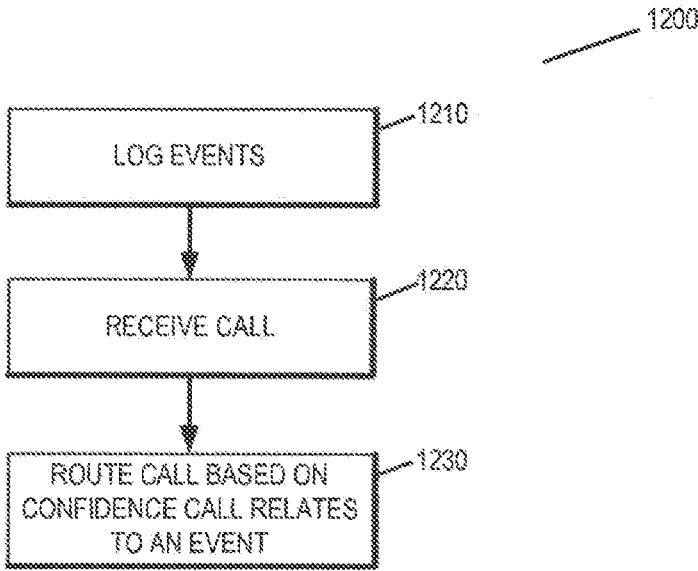 1200
1210
LOG EVENTS
1220
RECEIVE CALL
1230
ROUTE CALL BASED ON
CONFIDENCE CALL RELATES
TO AN EVENT